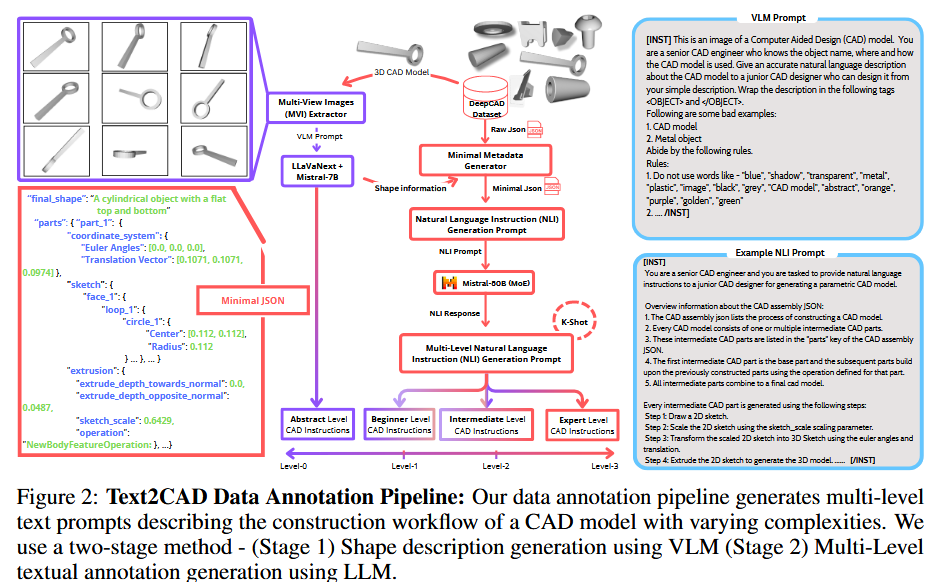 3D CAD Model
DeepCAD
Dataset
Multi-View Images
(MVI) Extractor
VLM Prompt
LLaVaNext +
Mistral-7B
Shape information
Raw Json
JSON
Minimal Metadata
Generator
Minimal Json
JSON
Natural Language Instruction (NLI)
Generation Prompt
NLI Prompt
Mistral-80B (MoE)
NLI Response
K-Shot
Multi-Level Natural Language
Instruction (NLI) Generation Prompt
Abstract Level
CAD Instructions
Beginner Level
CAD Instructions
Intermediate Level
CAD Instructions
Expert Level
CAD Instructions
Level-0
Level-1
Level-2
Level-3
"final_shape": "A cylindrical object with a flat
top and bottom"
"parts": { "part_1": {
"coordinate_system": {
"Euler Angles": [0.0, 0.0, 0.0],
"Translation Vector": [0.1071, 0.1071,
0.0974] },
"sketch": {
"face_1": {
"loop_1": {
"circle_1": {
"Center": [0.112, 0.112],
"Radius": 0.112
} ... }, ... }
"extrusion": {
"extrude_depth_towards_normal": 0.0,
"extrude_depth_opposite_normal":
0.0487,
"sketch_scale": 0.6429,
"operation":
"NewBodyFeatureOperation: }, ...}
Minimal JSON
VLM Prompt
[INST] This is an image of a Computer Aided Design (CAD) model. You
are a senior CAD engineer who knows the object name, where and how
the CAD model is used. Give an accurate natural language description
about the CAD model to a junior CAD designer who can design it from
your simple description. Wrap the description in the following tags
<OBJECT> and </OBJECT>.
Following are some bad examples:
1. CAD model
2. Metal object
Abide by the following rules.
Rules:
1. Do not use words like - "blue", "shadow", "transparent", "metal",
"plastic", "image", "black", "grey", "CAD model", "abstract", "orange",
"purple", "golden", "green"
2. .... /INST]
Example NLI Prompt
[INST]
You are a senior CAD engineer and you are tasked to provide natural language
instructions to a junior CAD designer for generating a parametric CAD model.
Overview information about the CAD assembly JSON:
1. The CAD assembly json lists the process of constructing a CAD model.
2. Every CAD model consists of one or multiple intermediate CAD parts.
3. These intermediate CAD parts are listed in the "parts" key of the CAD assembly
JSON.
4. The first intermediate CAD part is the base part and the subsequent parts build
upon the previously constructed parts using the operation defined for that part.
5. All intermediate parts combine to a final cad model.
Every intermediate CAD part is generated using the following steps:
Step 1: Draw a 2D sketch.
Step 2: Scale the 2D sketch using the sketch_scale scaling parameter.
Step 3: Transform the scaled 2D sketch into 3D Sketch using the euler angles and
translation.
Step 4: Extrude the 2D sketch to generate the 3D model. ...... [/INST]
Figure 2: Text2CAD Data Annotation Pipeline: Our data annotation pipeline generates multi-level
text prompts describing the construction workflow of a CAD model with varying complexities. We
use a two-stage method - (Stage 1) Shape description generation using VLM (Stage 2) Multi-Level
textual annotation generation using LLM.